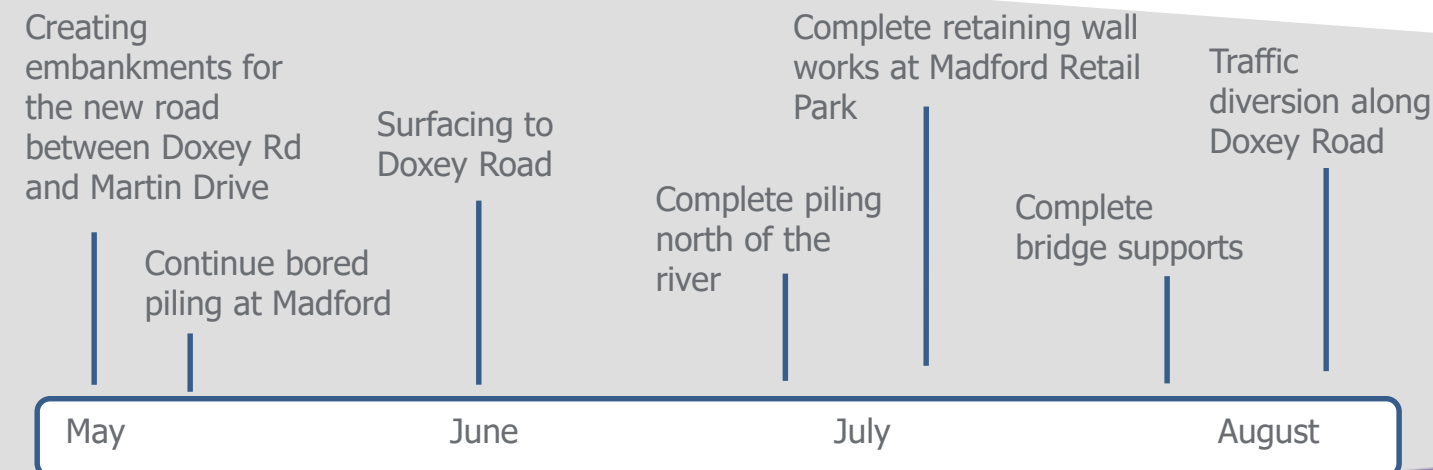 Creating
embankments for
the new road
between Doxey Rd
and Martin Drive
Continue bored
piling at Madford
Surfacing to
Doxey Road
Complete piling
north of the
river
Complete retaining wall
works at Madford Retail
Park
Complete
bridge supports
Traffic
diversion along
Doxey Road
May
June
July
August